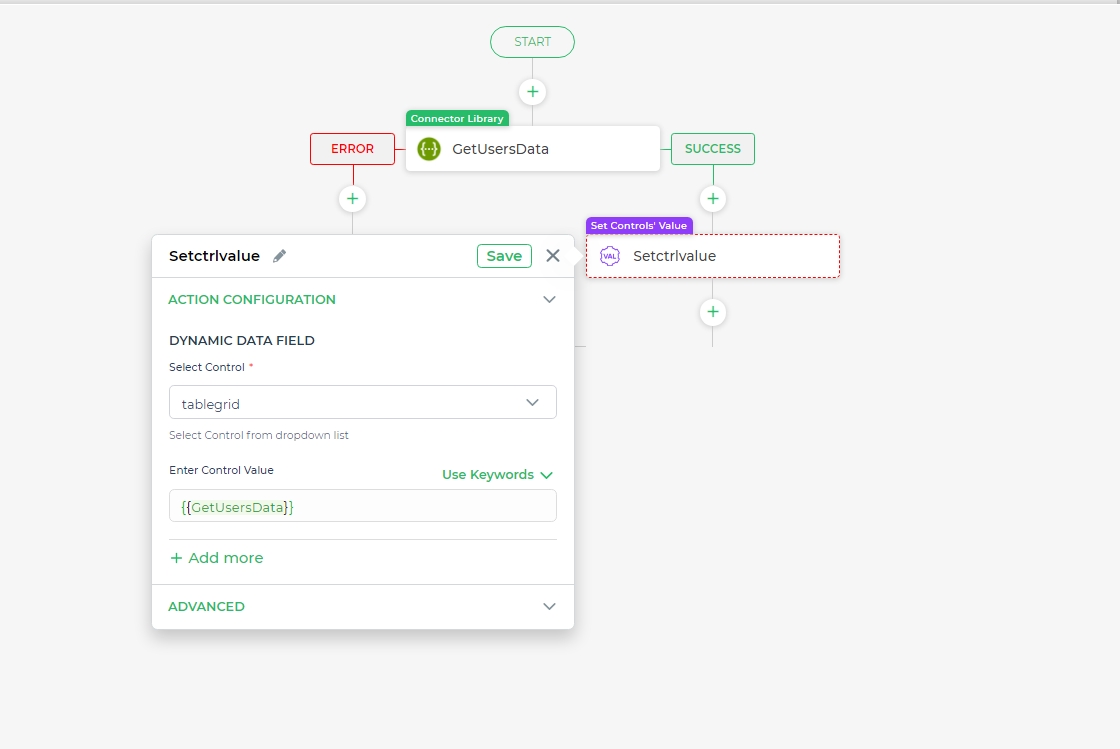 START
Connector Library
ERROR
GetUsersData
SUCCESS
Set Controls' Value
VAL
Setctrlvalue
Setctrlvalue
Save
ACTION CONFIGURATION
DYNAMIC DATA FIELD
Select Control *
tablegrid
Select Control from dropdown list
Enter Control Value
Use Keywords
{{GetUsersData}}
+ Add more
ADVANCED